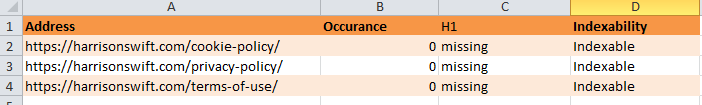 A B C D
1 Address Occurance H1 Indexability
2 https://harrisonswift.com/cookie-policy/ 0 missing Indexable
3 https://harrisonswift.com/privacy-policy/ 0 missing Indexable
4 https://harrisonswift.com/terms-of-use/ 0 missing Indexable